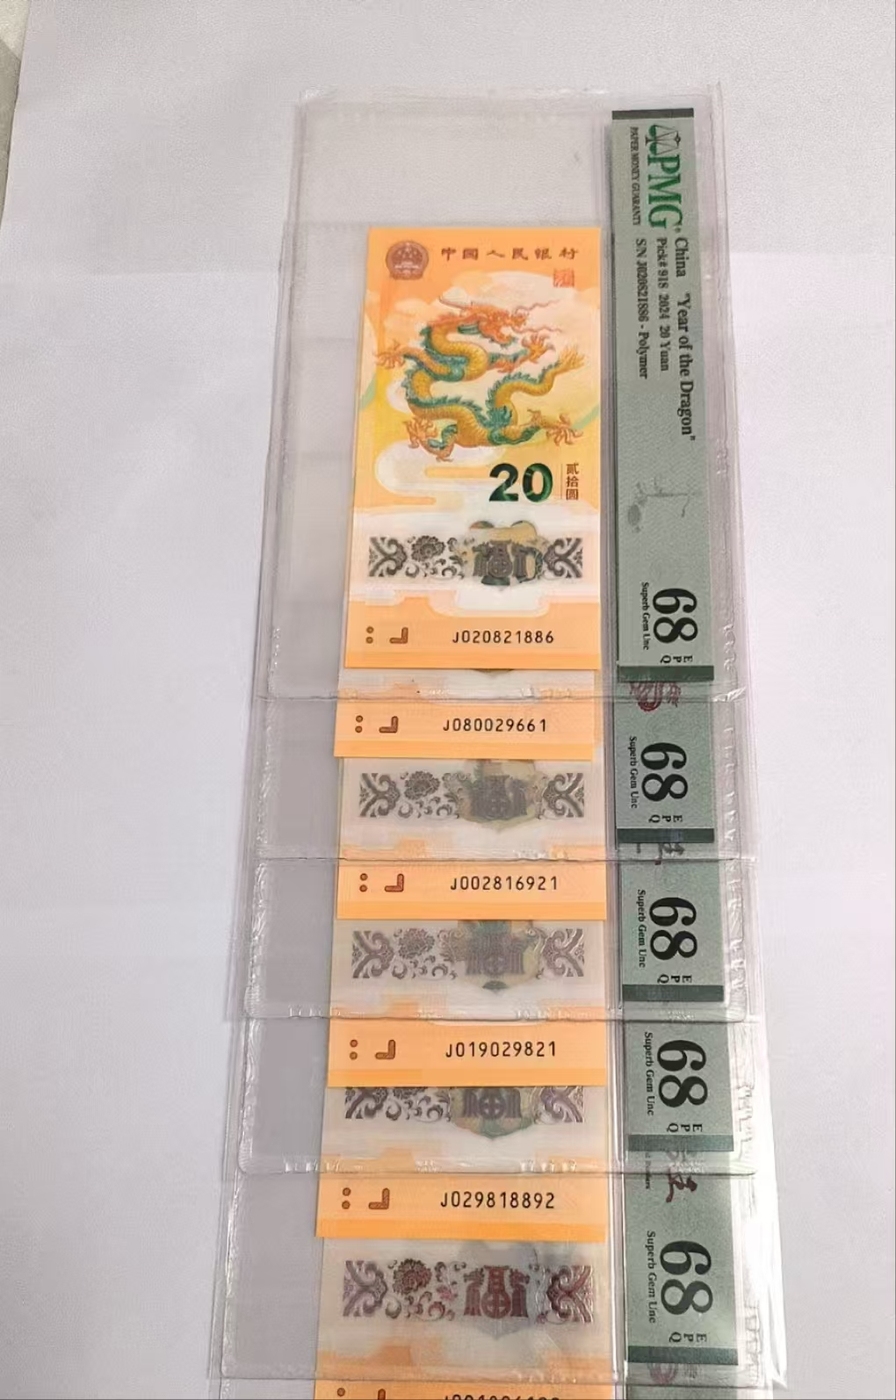 中国人民银行
20
贰拾圆
J020821886
PMG
PAPER MONEY GUARANTY
China "Year of the Dragon"
Pick# 918 2024 20 Yuan
S/N J020821886 - Polymer
68 EPQ
Superb Gem Unc
J080029661
68 EPQ
Superb Gem Unc
J002816921
68 EPQ
Superb Gem Unc
J019029821
68 EPQ
Superb Gem Unc
J029818892
68 EPQ
Superb Gem Unc